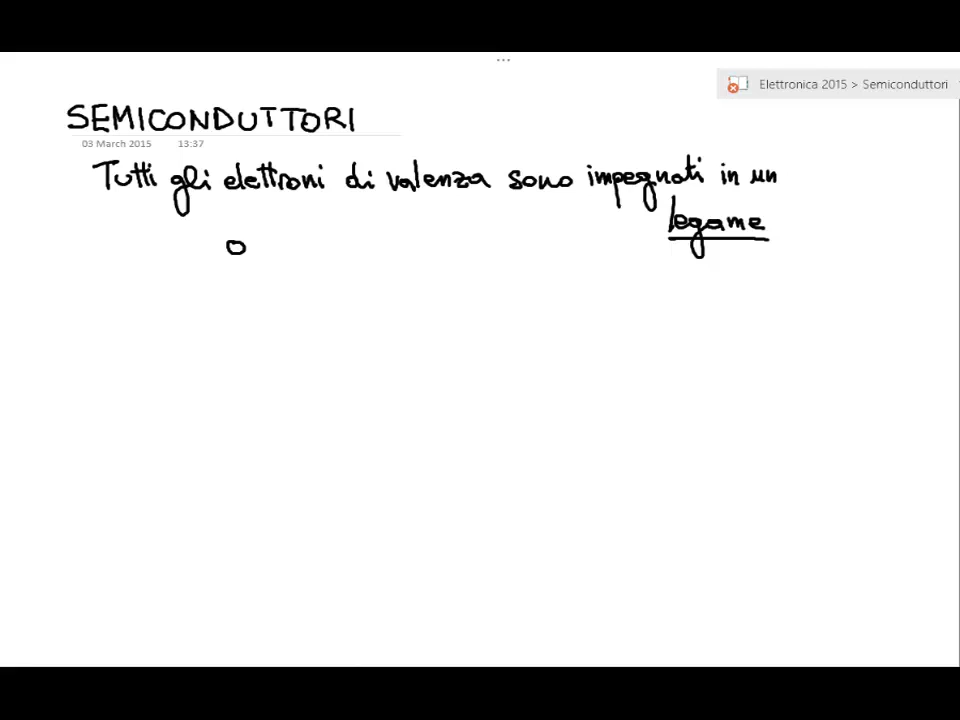 ...
Elettronica 2015 > Semiconduttori
SEMICONDUTTORI
03 March 2015 13:37
Tutti gli elettroni di valenza sono impegnati in un
legame
o